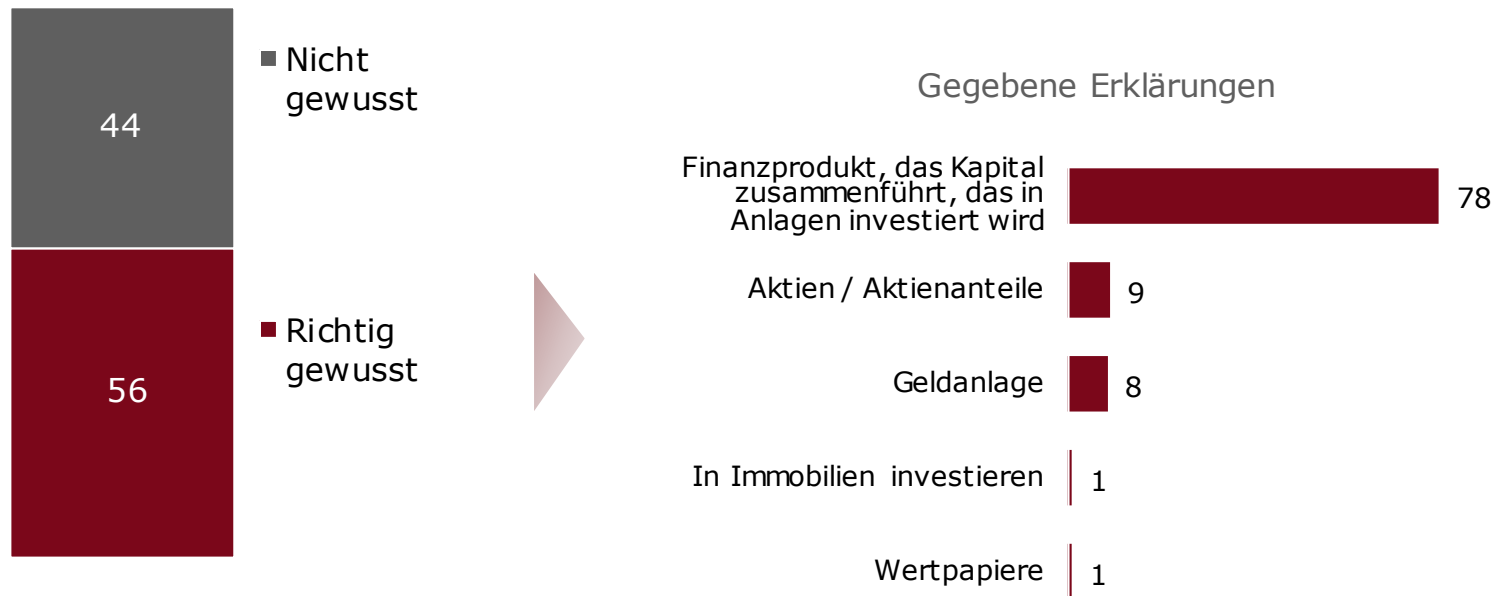 44
56
Nicht
gewusst
Richtig
gewusst
Gegebene Erklärungen
Finanzprodukt, das Kapital
zusammenführt, das in
Anlagen investiert wird
78
Aktien / Aktienanteile
9
Geldanlage
8
In Immobilien investieren
1
Wertpapiere
1